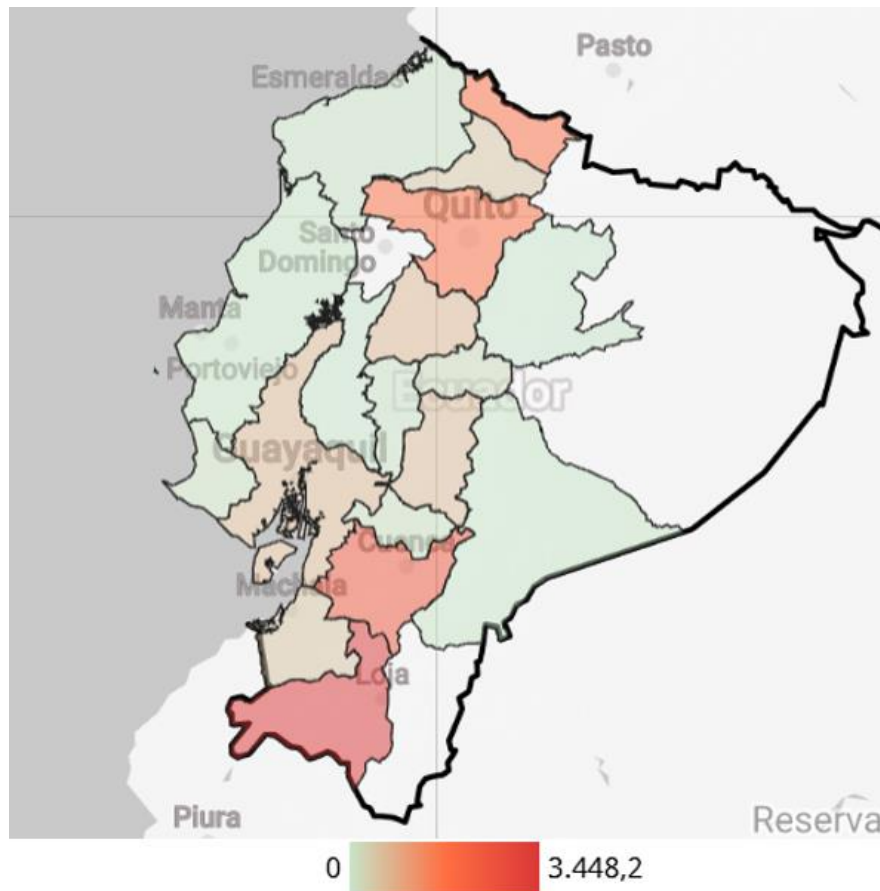 Pasto
Esmeraldas
Quito
Santo
Domingo
Manta
Portoviejo
Ecuador
Guayaquil
Cuenca
Machala
Loja
Piura
Reserva
0
3.448,2